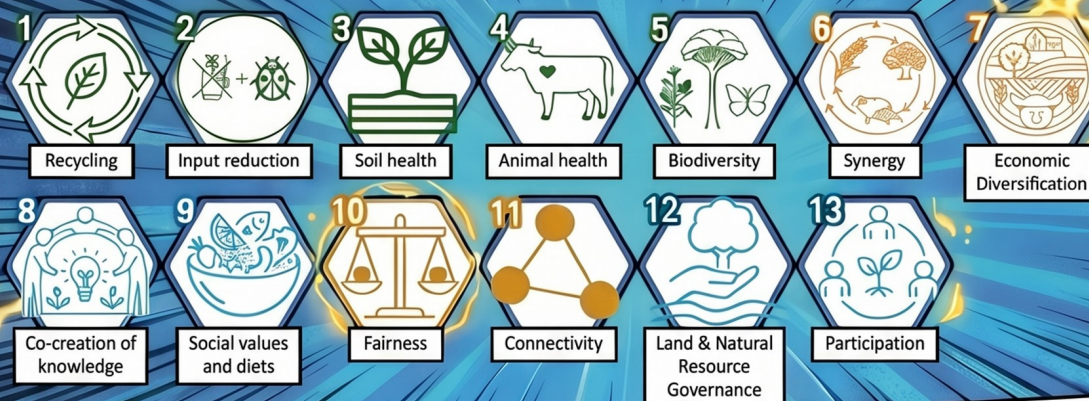 1
Recycling
2
Input reduction
3
Soil health
4
Animal health
5
Biodiversity
6
Synergy
7
Economic
Diversification
8
Co-creation of
knowledge
9
Social values
and diets
10
Fairness
11
Connectivity
12
Land & Natural
Resource
Governance
13
Participation